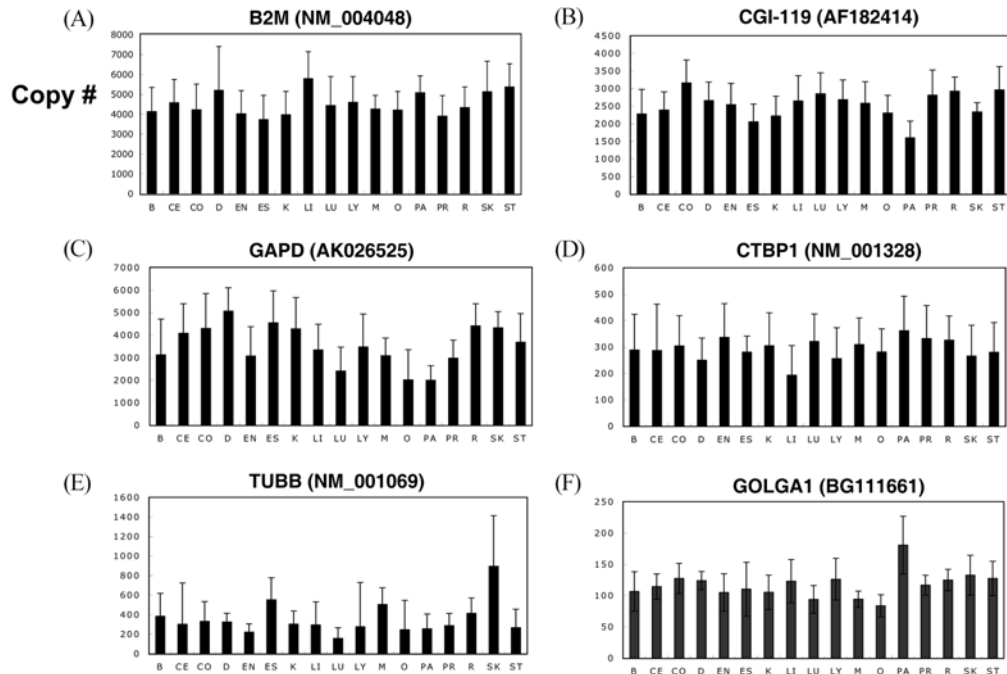 (A)
B2M (NM_004048)
Copy #
8000
7000
6000
5000
4000
3000
2000
1000
0
B CE CO D EN ES K LI LU LY M O PA PR R SK ST
(B)
CGI-119 (AF182414)
4500
4000
3500
3000
2500
2000
1500
1000
500
0
B CE CO D EN ES K LI LU LY M O PA PR R SK ST
(C)
GAPD (AK026525)
7000
6000
5000
4000
3000
2000
1000
0
B CE CO D EN ES K LI LU LY M O PA PR R SK ST
(D)
CTBP1 (NM_001328)
600
500
400
300
200
100
0
B CE CO D EN ES K LI LU LY M O PA PR R SK ST
(E)
TUBB (NM_001069)
1600
1400
1200
1000
800
600
400
200
0
B CE CO D EN ES K LI LU LY M O PA PR R SK ST
(F)
GOLGA1 (BG111661)
250
200
150
100
50
0
B CE CO D EN ES K LI LU LY M O PA PR R SK ST